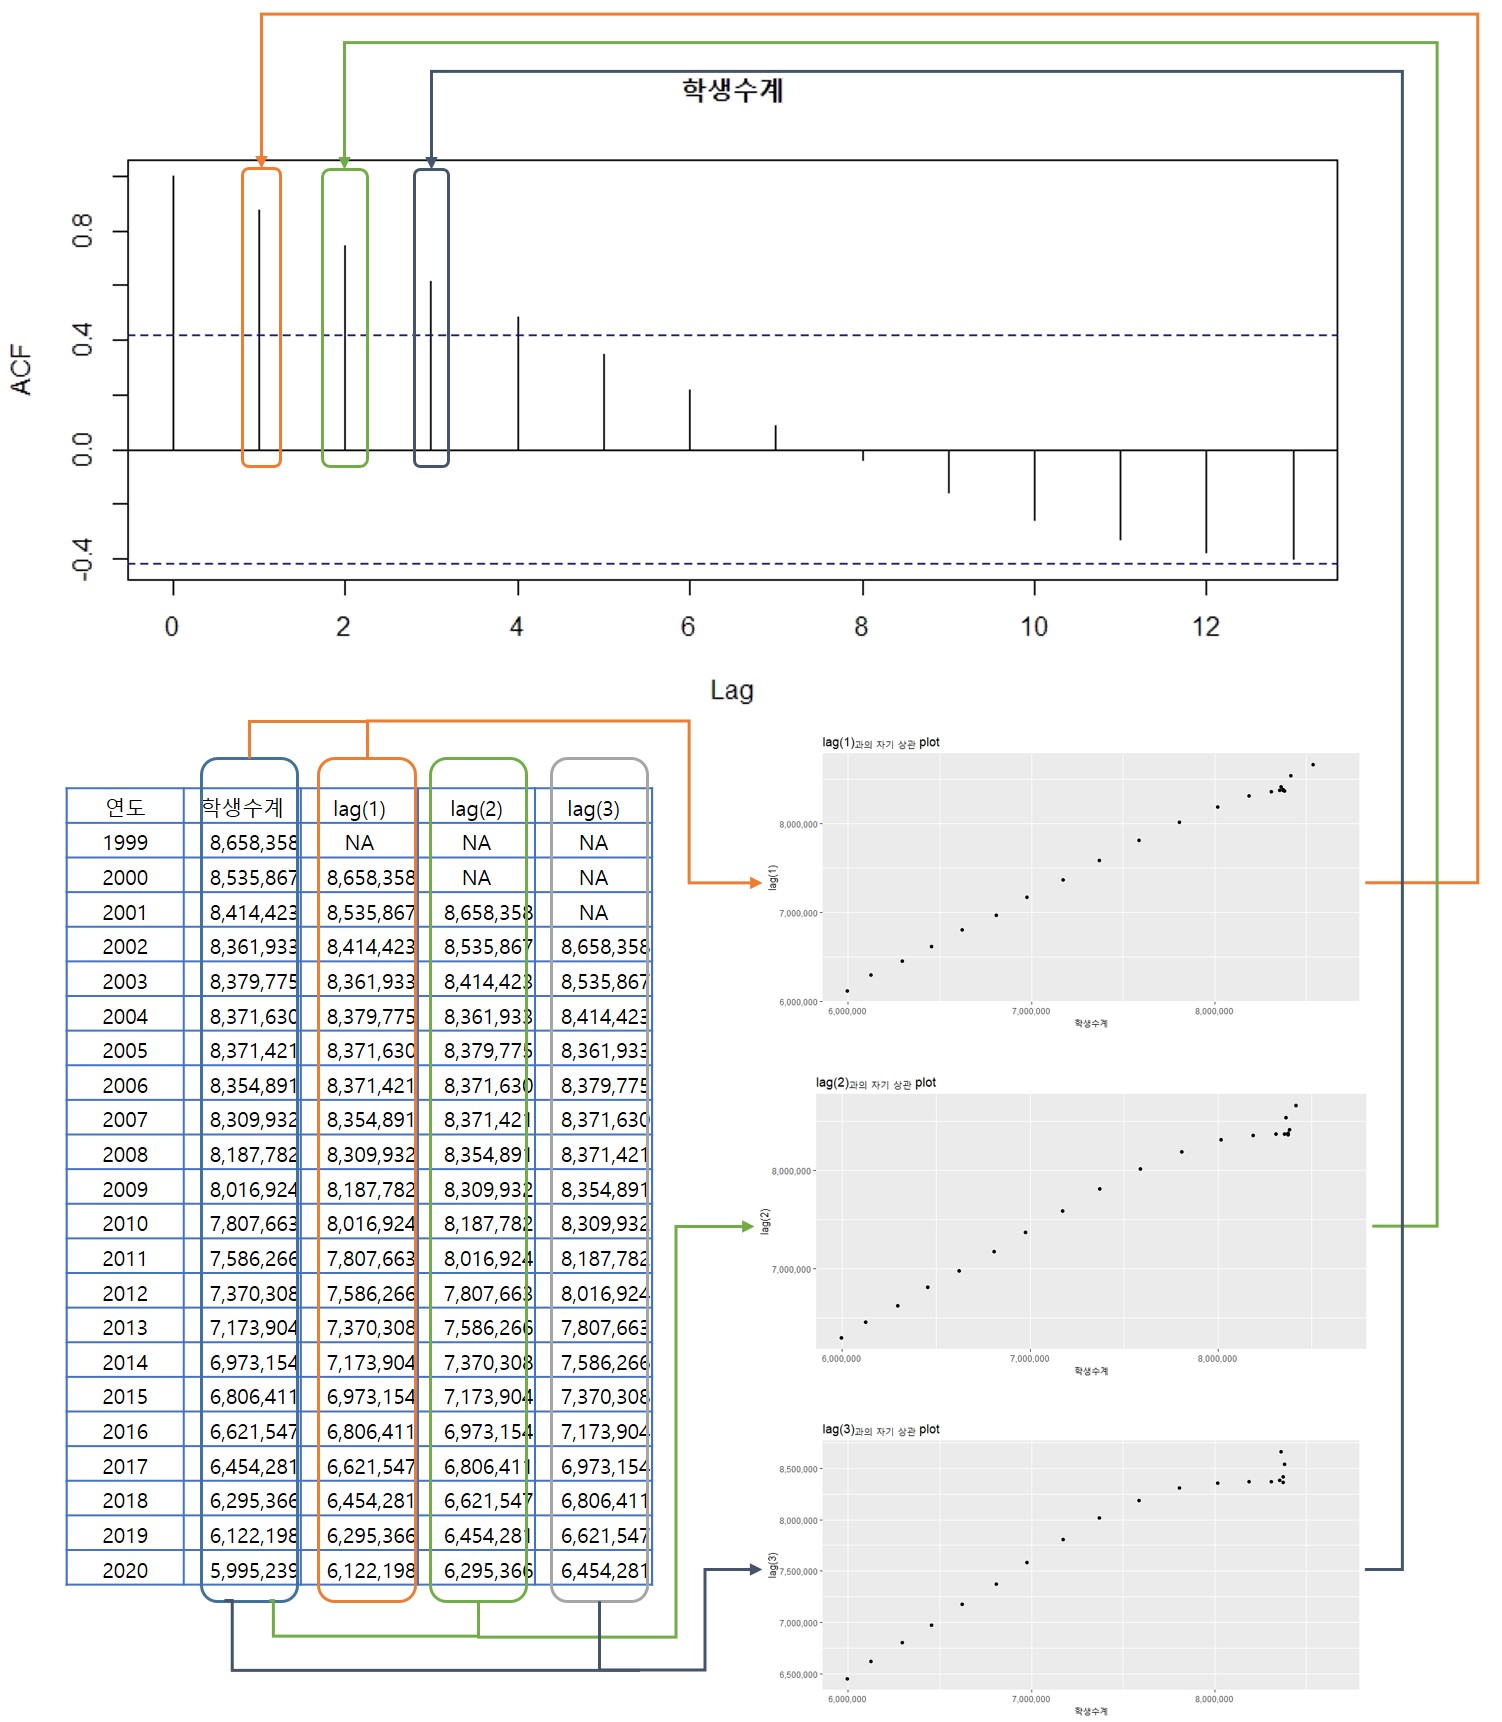 학생수계
ACF
0.8
0.4
0.0
-0.4
0 2 4 6 8 10 12
Lag
연도 학생수계 lag(1) lag(2) lag(3)
1999 8,658,358 NA NA NA
2000 8,535,867 8,658,358 NA NA
2001 8,414,423 8,535,867 8,658,358 NA
2002 8,361,933 8,414,423 8,535,867 8,658,358
2003 8,379,775 8,361,933 8,414,423 8,535,867
2004 8,371,630 8,379,775 8,361,933 8,414,423
2005 8,371,421 8,371,630 8,379,775 8,361,933
2006 8,354,891 8,371,421 8,371,630 8,379,775
2007 8,309,932 8,354,891 8,371,421 8,371,630
2008 8,187,782 8,309,932 8,354,891 8,371,421
2009 8,016,924 8,187,782 8,309,932 8,354,891
2010 7,807,663 8,016,924 8,187,782 8,309,932
2011 7,586,266 7,807,663 8,016,924 8,187,782
2012 7,370,308 7,586,266 7,807,663 8,016,924
2013 7,173,904 7,370,308 7,586,266 7,807,663
2014 6,973,154 7,173,904 7,370,308 7,586,266
2015 6,806,411 6,973,154 7,173,904 7,370,308
2016 6,621,547 6,806,411 6,973,154 7,173,904
2017 6,454,281 6,621,547 6,806,411 6,973,154
2018 6,295,366 6,454,281 6,621,547 6,806,411
2019 6,122,198 6,295,366 6,454,281 6,621,547
2020 5,995,239 6,122,198 6,295,366 6,454,281
lag(1)과의 자기 상관 plot
lag(1)
8,000,000
7,000,000
6,000,000
6,000,000 7,000,000 8,000,000
학생수계
lag(2)과의 자기 상관 plot
lag(2)
8,000,000
7,000,000
6,000,000 7,000,000 8,000,000
학생수계
lag(3)과의 자기 상관 plot
lag(3)
8,500,000
8,000,000
7,500,000
7,000,000
6,500,000
6,000,000 7,000,000 8,000,000
학생수계